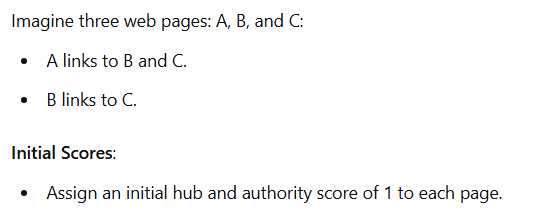 Imagine three web pages: A, B, and C:
• A links to B and C.
• B links to C.
Initial Scores:
• Assign an initial hub and authority score of 1 to each page.